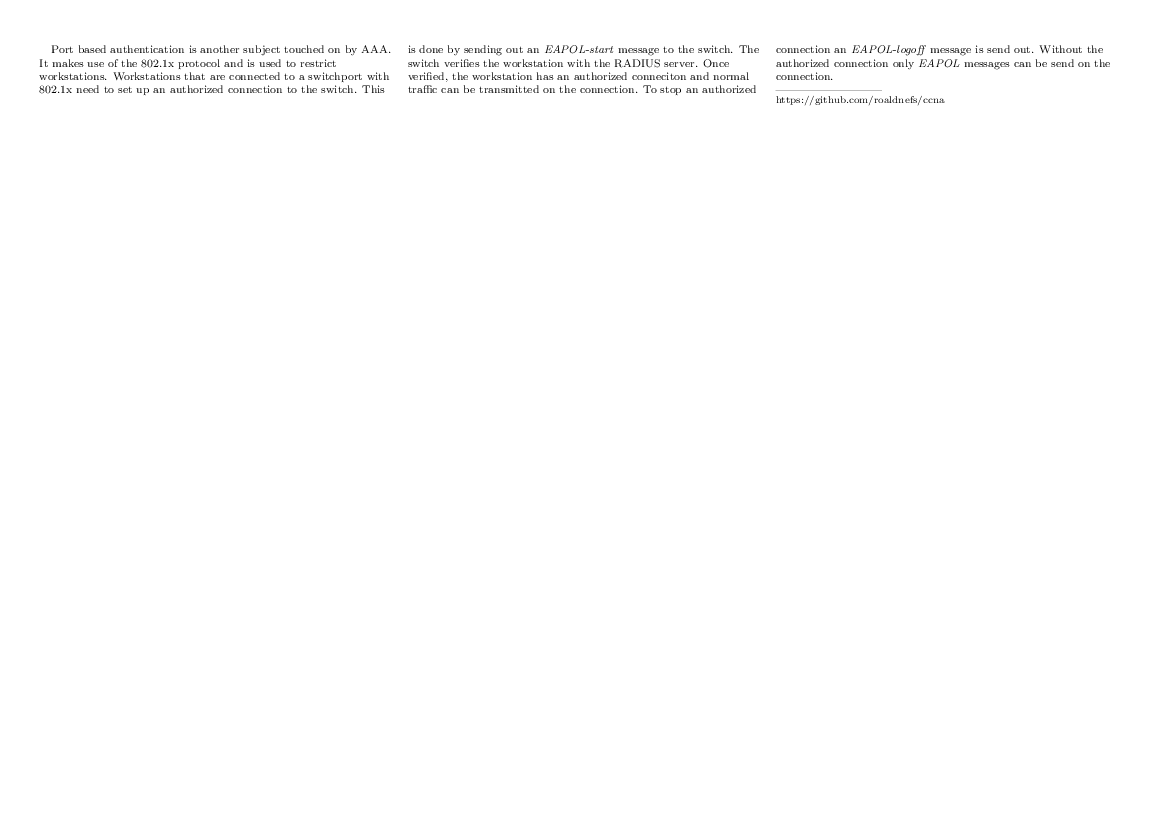 Port based authentication is another subject touched on by AAA.
It makes use of the 802.1x protocol and is used to restrict
workstations. Workstations that are connected to a switchport with
802.1x need to set up an authorized connection to the switch. This
is done by sending out an EAPOL-start message to the switch. The
switch verifies the workstation with the RADIUS server. Once
verified, the workstation has an authorized conneciton and normal
traffic can be transmitted on the connection. To stop an authorized
connection an EAPOL-logoff message is send out. Without the
authorized connection only EAPOL messages can be send on the
connection.
https://github.com/roaldnefs/ccna